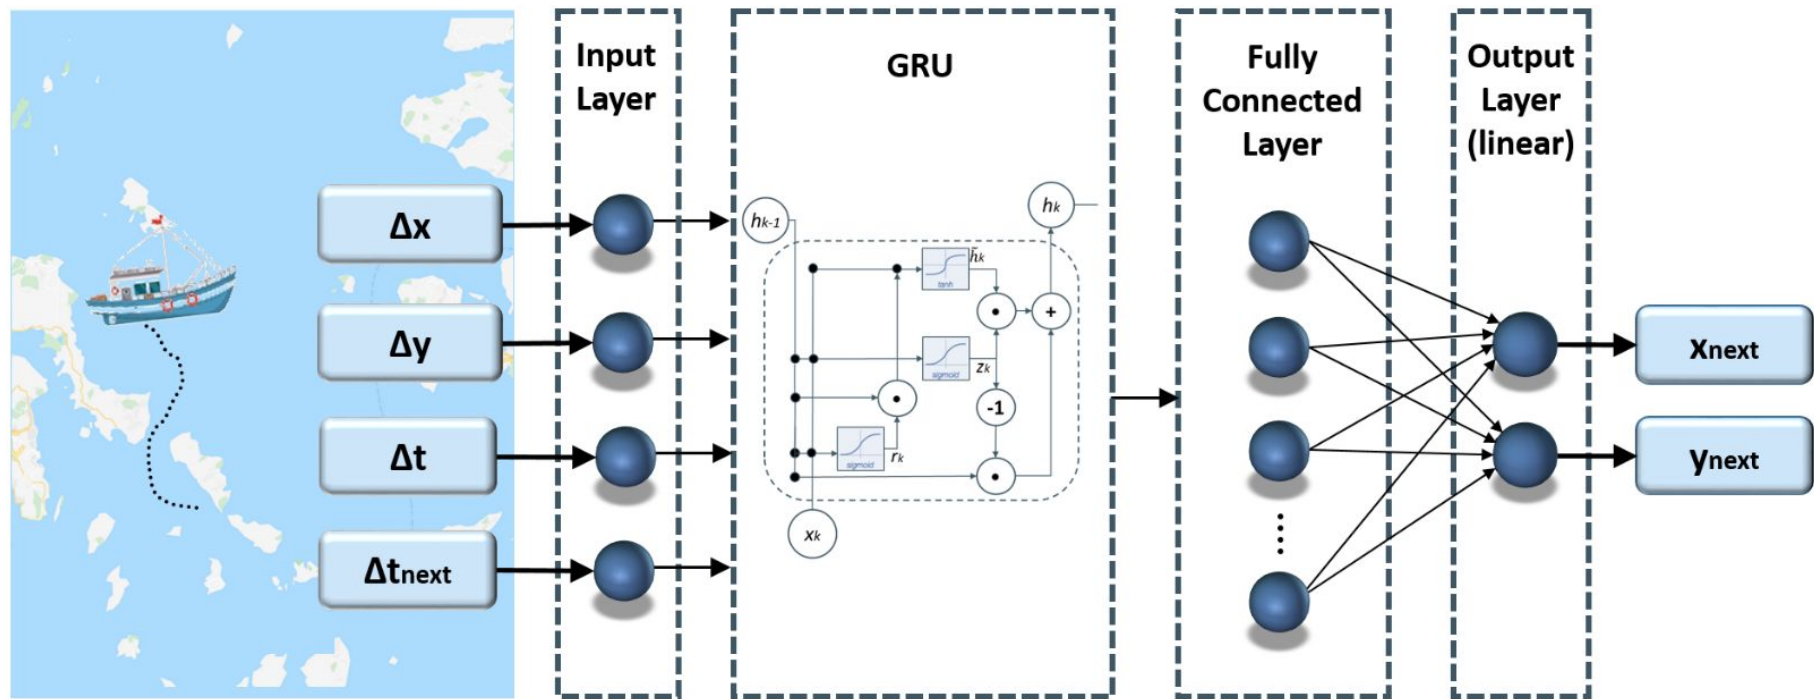 Δx
Δy
Δt
Δtnext
Input
Layer
GRU
hk-1
hk
h̃k
tanh
•
+
sigmoid
zk
•
-1
sigmoid
rk
•
xk
Fully
Connected
Layer
Output
Layer
(linear)
xnext
ynext